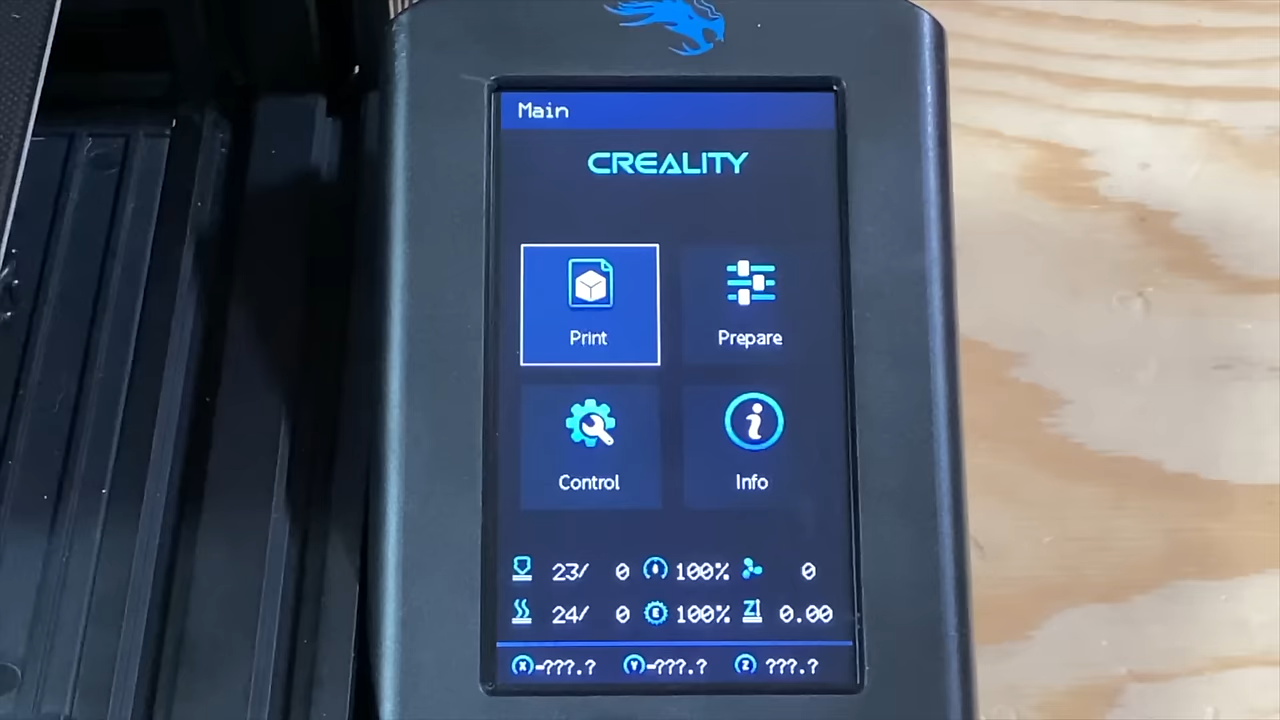 Main
CREALITY
Print Prepare
Control Info
23/ 0 100% 0
24/ 0 E 100% Z 0.00
X-???.? Y-???.? Z ???.?